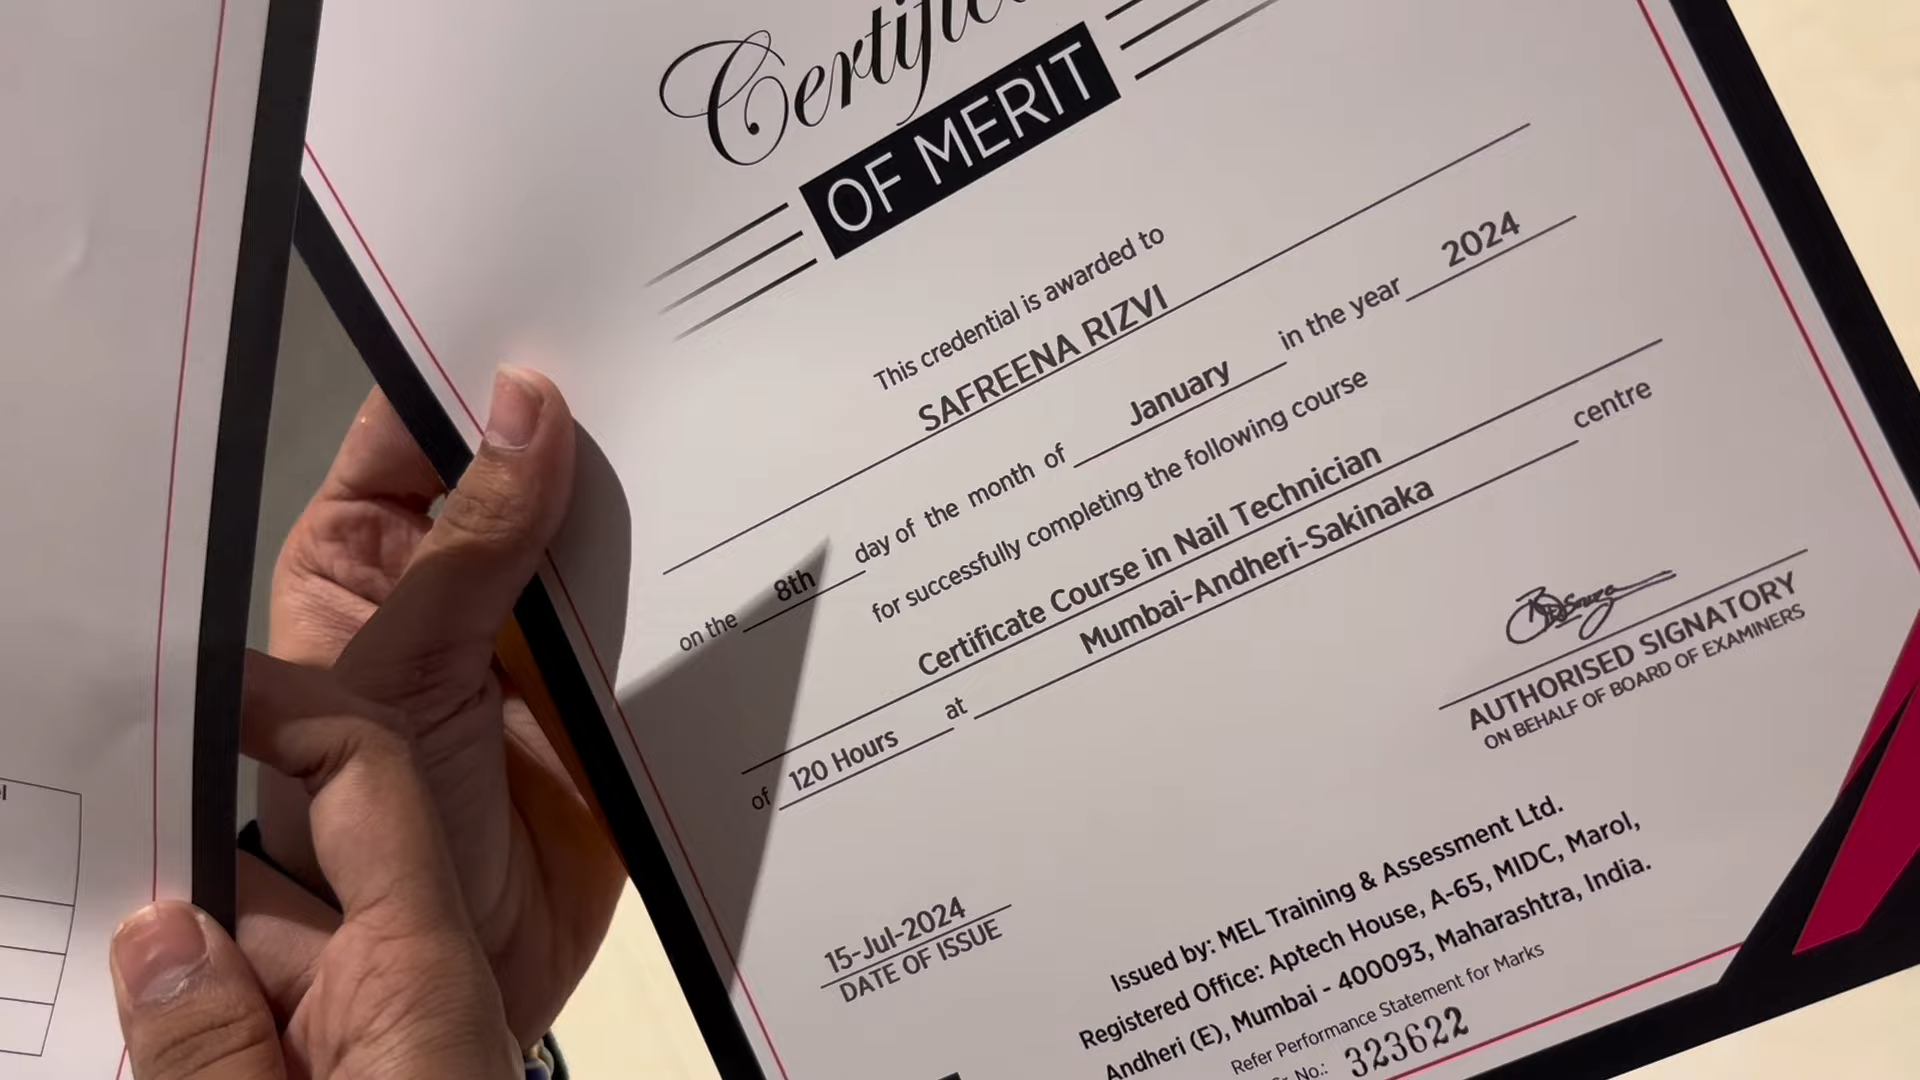 OF MERIT
This credential is awarded to
SAFREENA RIZVI
on the 8th day of the month of January in the year 2024
for successfully completing the following course
Certificate Course in Nail Technician
of 120 Hours at Mumbai-Andheri-Sakinaka centre
AUTHORISED SIGNATORY
ON BEHALF OF BOARD OF EXAMINERS
15-Jul-2024
DATE OF ISSUE
Issued by: MEL Training & Assessment Ltd.
Registered Office: Aptech House, A-65, MIDC, Marol,
Andheri (E), Mumbai - 400093, Maharashtra, India.
Refer Performance Statement for Marks
No.: 323622